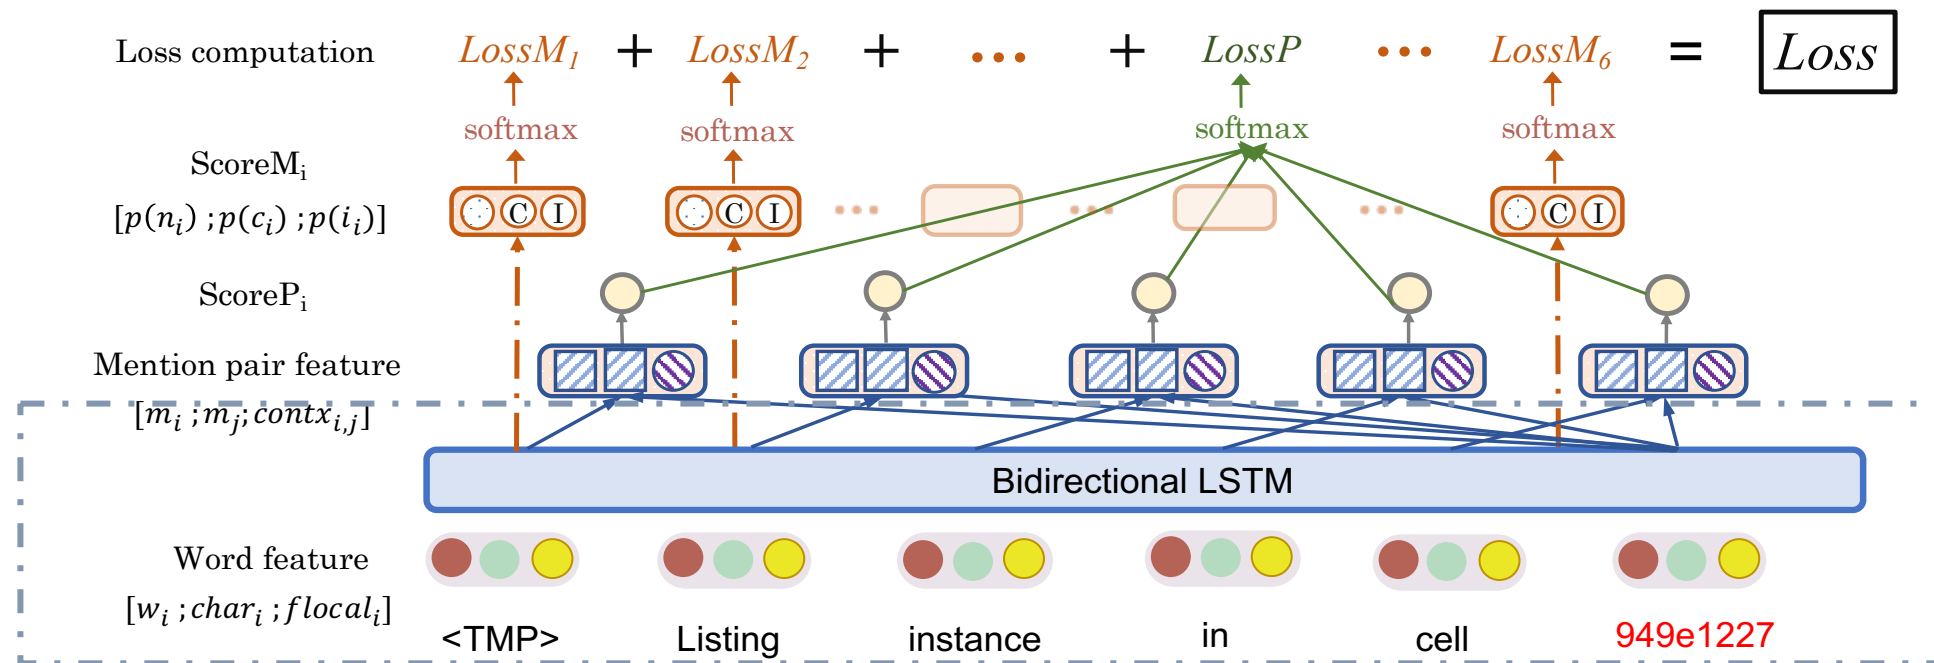 Loss computation LossM1 + LossM2 + ... + LossP ... LossM6 = Loss
softmax softmax softmax softmax
ScoreMi
[p(ni) ;p(ci) ;p(ii)] C I C I ... ... ... C I
ScorePi
Mention pair feature
[mi ;mj;contxi,j]
Bidirectional LSTM
Word feature
[wi ;chari ;flocali]
<TMP> Listing instance in cell 949e1227